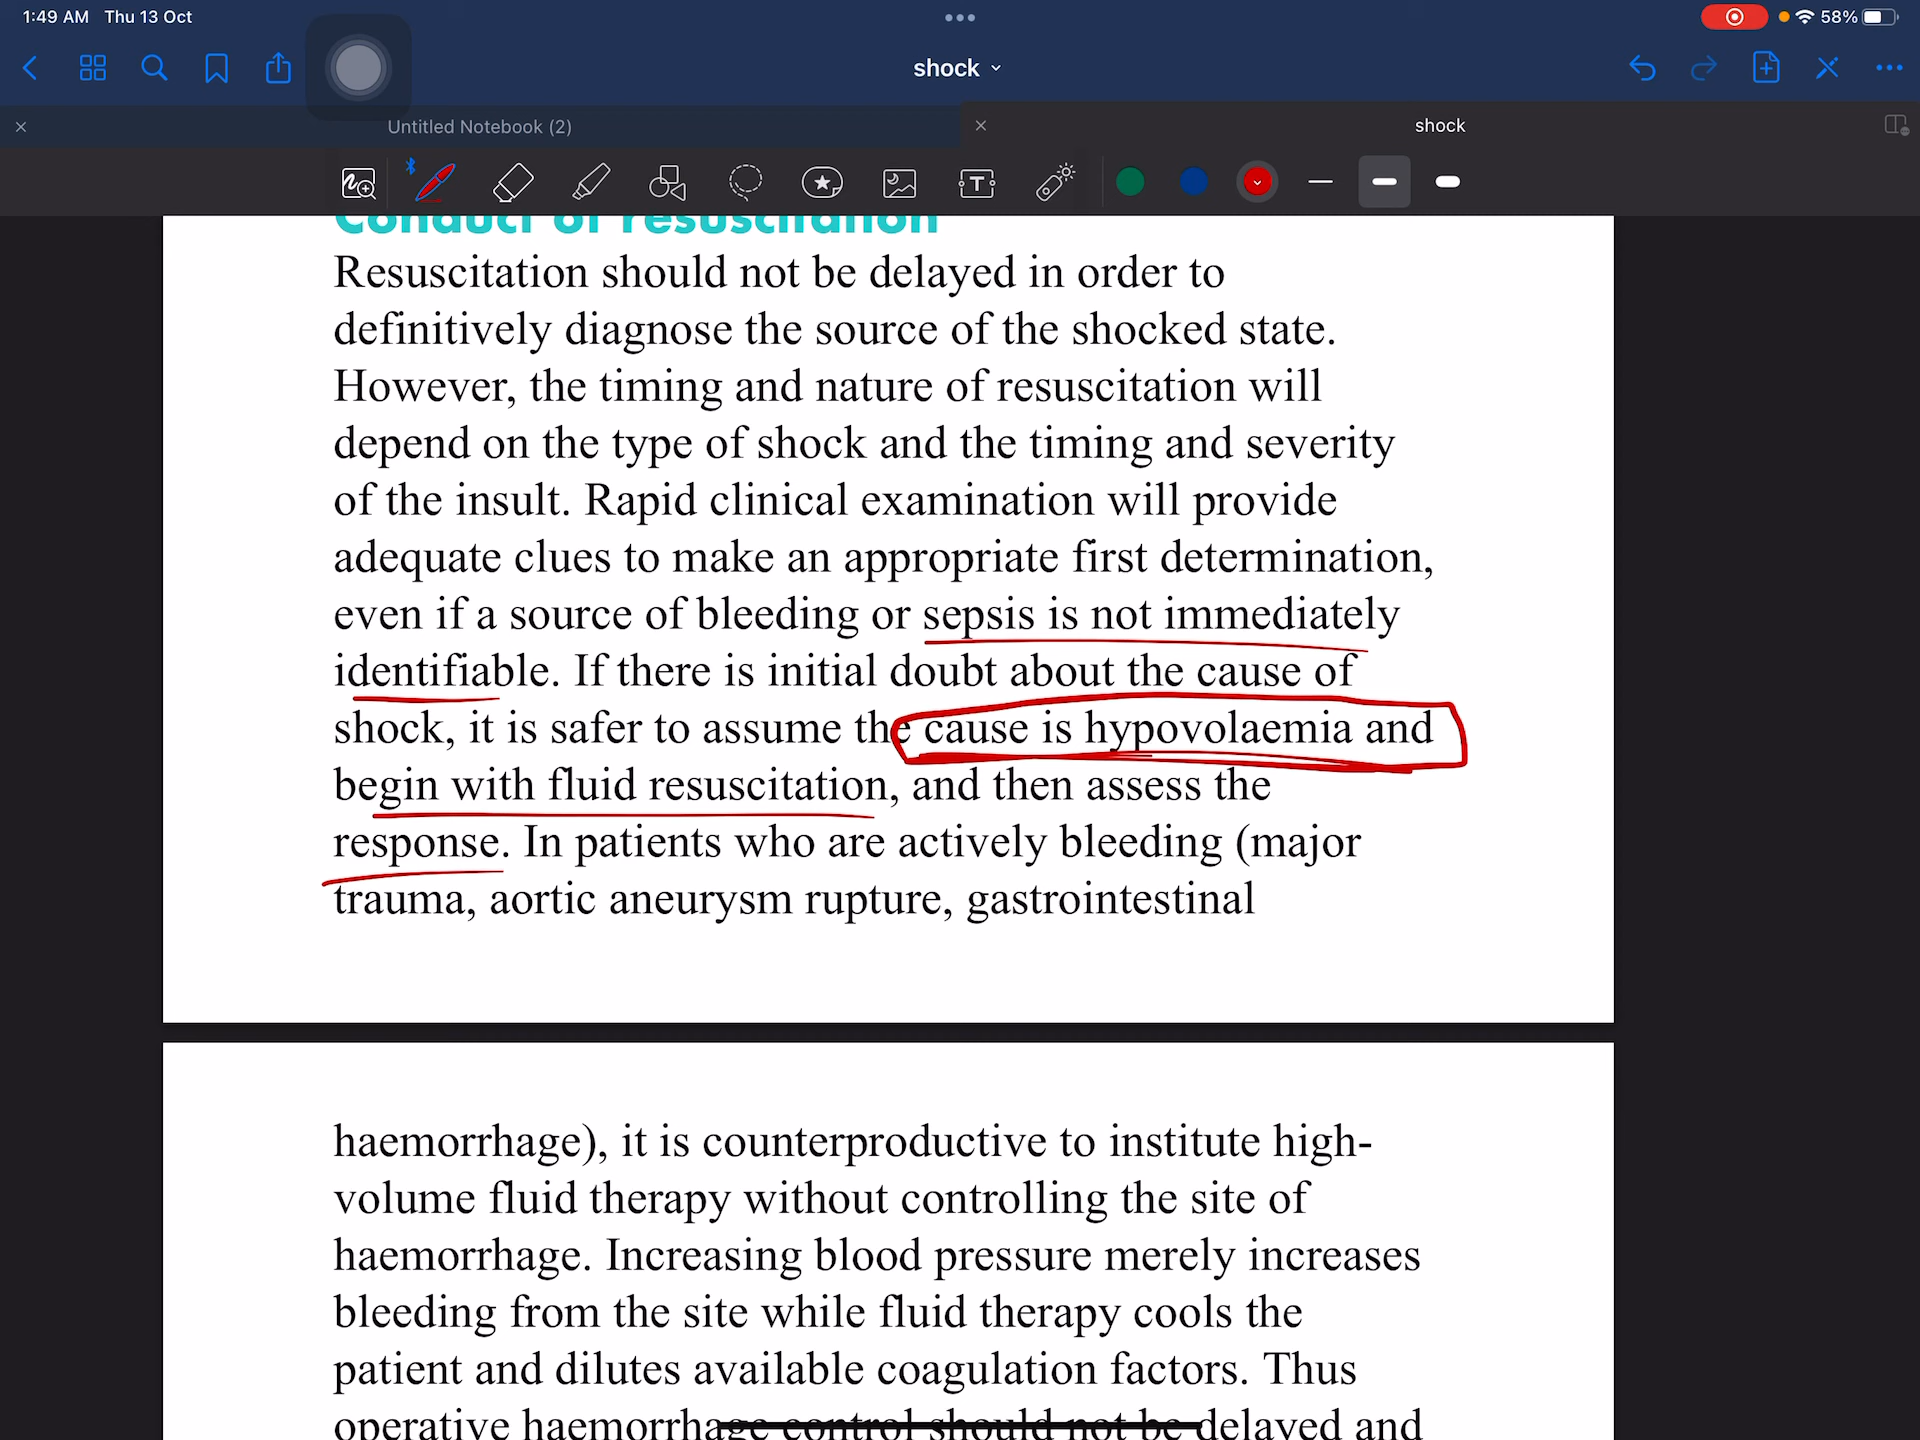 1:49 AM Thu 13 Oct
58%
shock
Untitled Notebook (2)
shock
Conduct of resuscitation
Resuscitation should not be delayed in order to
definitively diagnose the source of the shocked state.
However, the timing and nature of resuscitation will
depend on the type of shock and the timing and severity
of the insult. Rapid clinical examination will provide
adequate clues to make an appropriate first determination,
even if a source of bleeding or sepsis is not immediately
identifiable. If there is initial doubt about the cause of
shock, it is safer to assume the cause is hypovolaemia and
begin with fluid resuscitation, and then assess the
response. In patients who are actively bleeding (major
trauma, aortic aneurysm rupture, gastrointestinal
haemorrhage), it is counterproductive to institute high-
volume fluid therapy without controlling the site of
haemorrhage. Increasing blood pressure merely increases
bleeding from the site while fluid therapy cools the
patient and dilutes available coagulation factors. Thus
operative haemorrhage control should not be delayed and